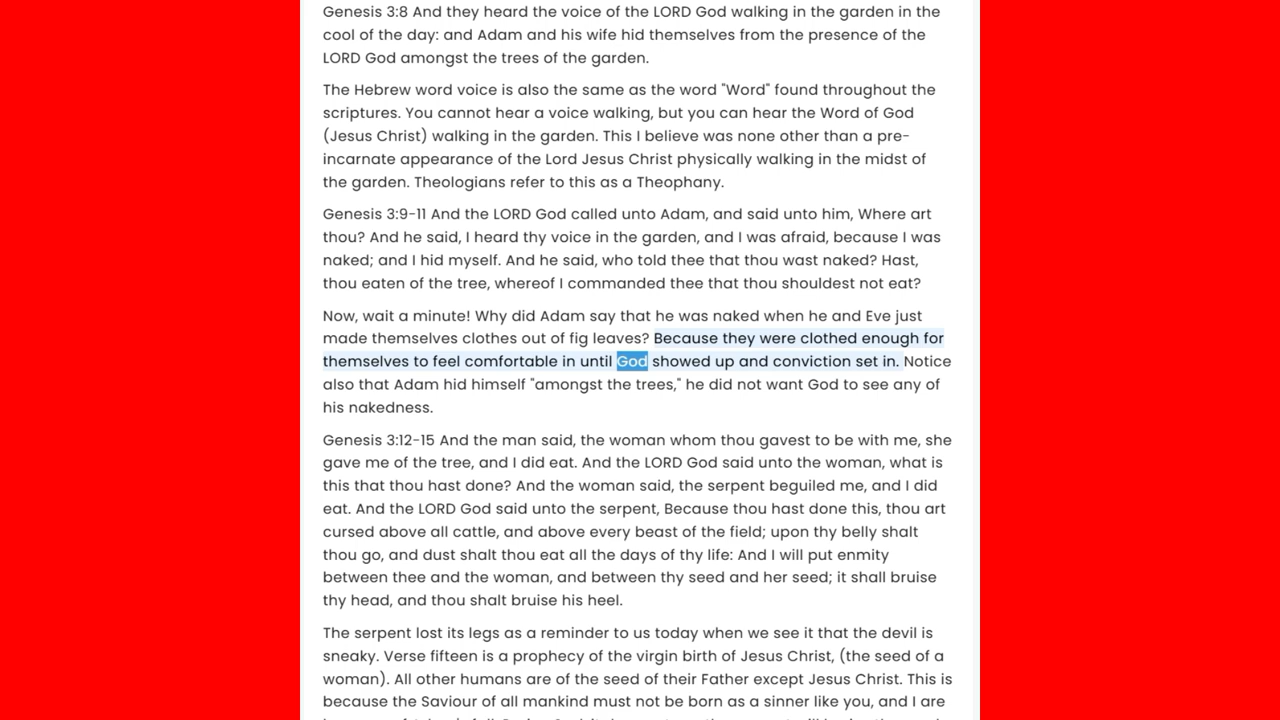 Genesis 3:8 And they heard the voice of the LORD God walking in the garden in the
cool of the day: and Adam and his wife hid themselves from the presence of the
LORD God amongst the trees of the garden.
The Hebrew word voice is also the same as the word "Word" found throughout the
scriptures. You cannot hear a voice walking, but you can hear the Word of God
(Jesus Christ) walking in the garden. This I believe was none other than a pre-
incarnate appearance of the Lord Jesus Christ physically walking in the midst of
the garden. Theologians refer to this as a Theophany.
Genesis 3:9-11 And the LORD God called unto Adam, and said unto him, Where art
thou? And he said, I heard thy voice in the garden, and I was afraid, because I was
naked; and I hid myself. And he said, who told thee that thou wast naked? Hast,
thou eaten of the tree, whereof I commanded thee that thou shouldest not eat?
Now, wait a minute! Why did Adam say that he was naked when he and Eve just
made themselves clothes out of fig leaves? Because they were clothed enough for
themselves to feel comfortable in until God showed up and conviction set in. Notice
also that Adam hid himself "amongst the trees," he did not want God to see any of
his nakedness.
Genesis 3:12-15 And the man said, the woman whom thou gavest to be with me, she
gave me of the tree, and I did eat. And the LORD God said unto the woman, what is
this that thou hast done? And the woman said, the serpent beguiled me, and I did
eat. And the LORD God said unto the serpent, Because thou hast done this, thou art
cursed above all cattle, and above every beast of the field; upon thy belly shalt
thou go, and dust shalt thou eat all the days of thy life: And I will put enmity
between thee and the woman, and between thy seed and her seed; it shall bruise
thy head, and thou shalt bruise his heel.
The serpent lost its legs as a reminder to us today when we see it that the devil is
sneaky. Verse fifteen is a prophecy of the virgin birth of Jesus Christ, (the seed of a
woman). All other humans are of the seed of their Father except Jesus Christ. This is
because the Saviour of all mankind must not be born as a sinner like you, and I are